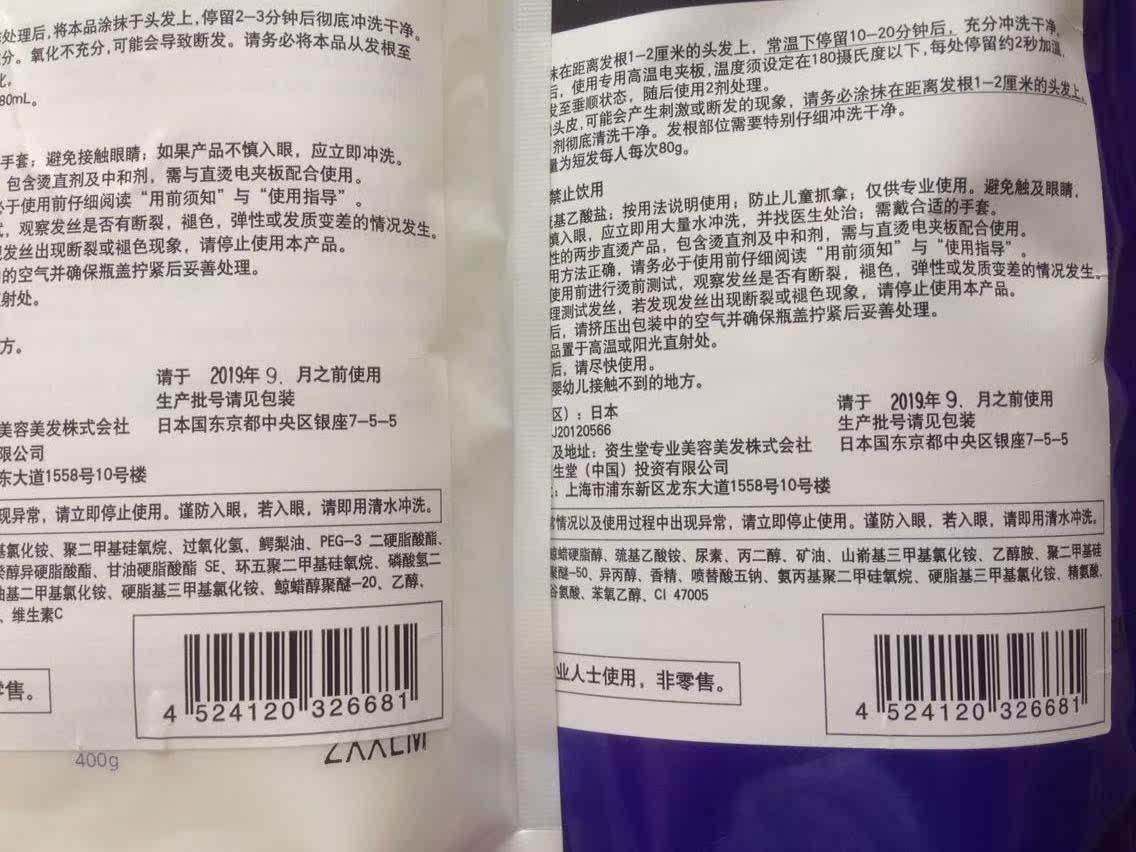 处理后,将本品涂抹于头发上,停留2-3分钟后彻底冲洗干净。
分。氧化不充分,可能会导致断发。请务必将本品从发根至
化。
80mL。
手套；避免接触眼睛；如果产品不慎入眼，应立即冲洗。
包含烫直剂及中和剂，需与直烫电夹板配合使用。
必于使用前仔细阅读“用前须知”与“使用指导”。
，观察发丝是否有断裂，褪色，弹性或发质变差的情况发生。
发丝出现断裂或褪色现象，请停止使用本产品。
的空气并确保瓶盖拧紧后妥善处理。
射处。
方。
请于 2019年 9. 月之前使用
生产批号请见包装
美容美发株式会社 日本国东京都中央区银座7-5-5
限公司
东大道1558号10号楼
现异常，请立即停止使用。谨防入眼，若入眼，请即用清水冲洗。
基氯化铵、聚二甲基硅氧烷、过氧化氢、鳄梨油、PEG-3 二硬脂酸酯、
癸醇异硬脂酸酯、甘油硬脂酸酯 SE、环五聚二甲基硅氧烷、磷酸氢二
油基二甲基氯化铵、硬脂基三甲基氯化铵、鲸蜡醇聚醚-20、乙醇、
、维生素C
零售。
4 524120 326681
400g
抹在距离发根1-2厘米的头发上，常温下停留10-20分钟后，充分冲洗干净。
后，使用专用高温电夹板,温度须设定在180摄氏度以下,每处停留约2秒加温,
发至垂顺状态，随后使用2剂处理。
头皮,可能会产生刺激或断发的现象，请务必涂抹在距离发根1-2厘米的头发上,
剂彻底清洗干净。发根部位需要特别仔细冲洗干净。
量为短发每人每次80g。
禁止饮用
巯基乙酸盐；按用法说明使用；防止儿童抓拿；仅供专业使用。避免触及眼睛，
慎入眼，应立即用大量水冲洗，并找医生处治；需戴合适的手套。
性的两步直烫产品，包含烫直剂及中和剂，需与直烫电夹板配合使用。
用方法正确，请务必于使用前仔细阅读“用前须知”与“使用指导”。
使用前进行烫前测试，观察发丝是否有断裂，褪色，弹性或发质变差的情况发生。
理测试发丝，若发现发丝出现断裂或褪色现象，请停止使用本产品。
后，请挤压出包装中的空气并确保瓶盖拧紧后妥善处理。
品置于高温或阳光直射处。
后，请尽快使用。
婴幼儿接触不到的地方。
请于 2019年 9. 月之前使用
区）：日本 生产批号请见包装
J20120566
及地址：资生堂专业美容美发株式会社 日本国东京都中央区银座7-5-5
生堂（中国）投资有限公司
：上海市浦东新区龙东大道1558号10号楼
常情况以及使用过程中出现异常，请立即停止使用。谨防入眼，若入眼，请即用清水冲洗。
鲸蜡硬脂醇、巯基乙酸铵、尿素、丙二醇、矿油、山嵛基三甲基氯化铵、乙醇胺、聚二甲基硅
聚醚-50、异丙醇、香精、喷替酸五钠、氨丙基聚二甲硅氧烷、硬脂基三甲基氯化铵、精氨酸、
谷氨酸、苯氧乙醇、CI 47005
业人士使用，非零售。
4 524120 326681